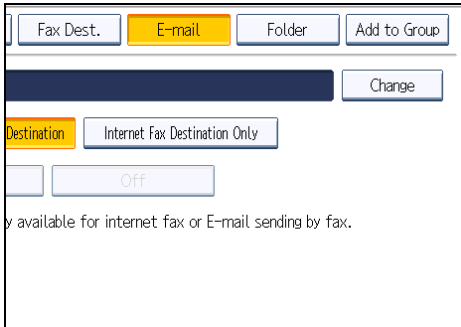 Fax Dest. E-mail Folder Add to Group
Change
Destination Internet Fax Destination Only
Off
y available for internet fax or E-mail sending by fax.